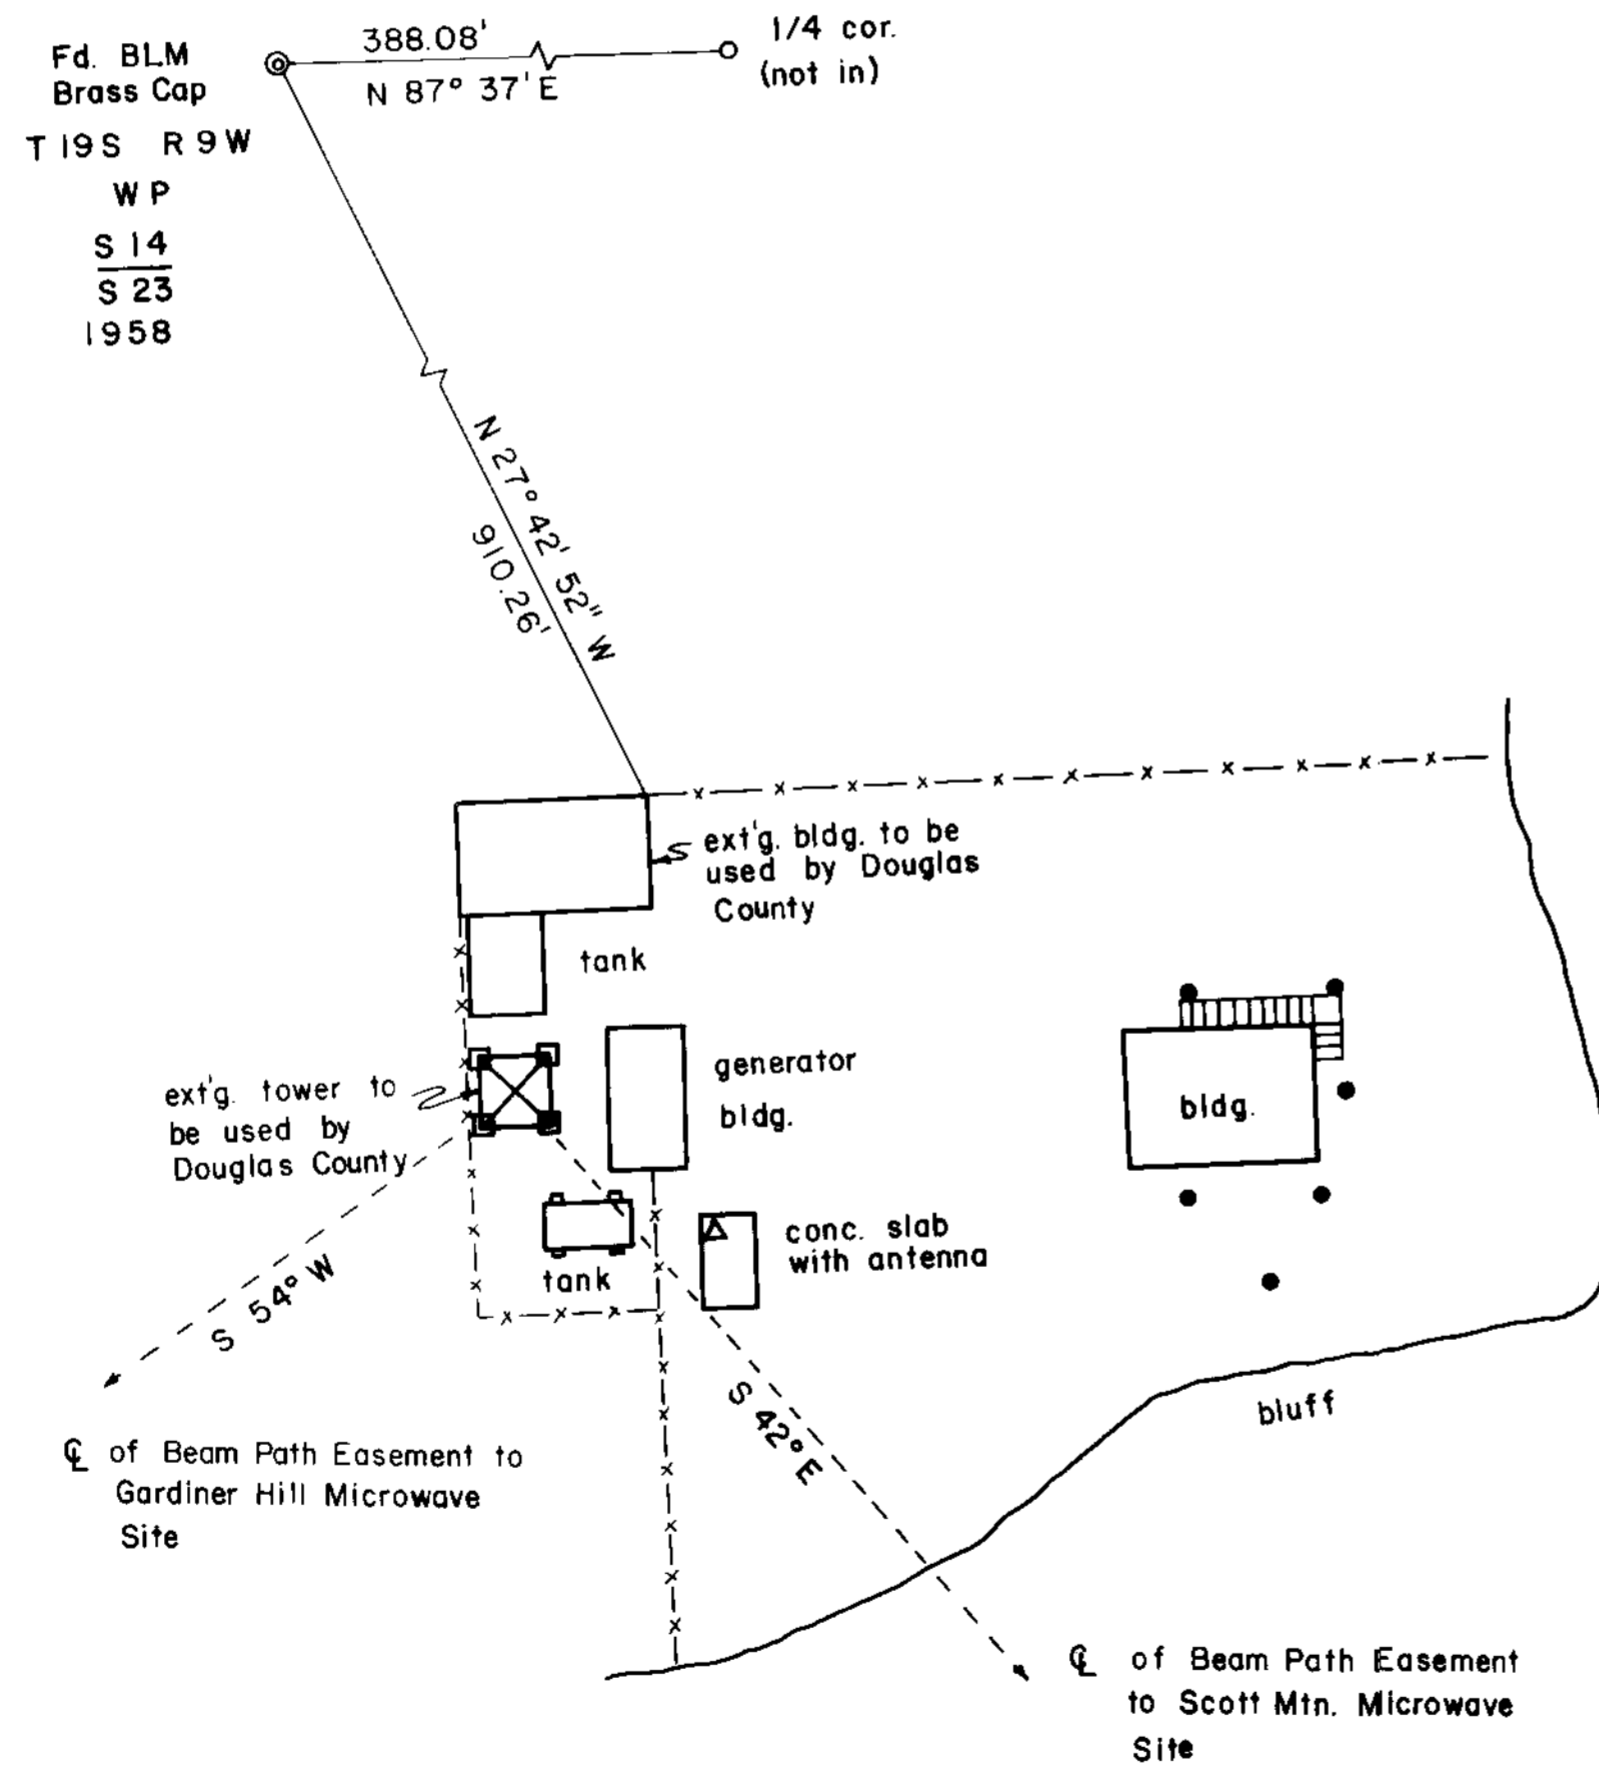 Fd. BLM
Brass Cap
T 19S R 9W
W P
S 14
S 23
1958
388.08'
N 87° 37' E
1/4 cor.
(not in)
N 27° 42' 52" W
910.26'
ext'g. bldg. to be
used by Douglas
County
tank
generator
bldg.
bldg.
ext'g. tower to
be used by
Douglas County
tank
conc. slab
with antenna
S 54° W
S 42° E
bluff
℄ of Beam Path Easement to
Gardiner Hill Microwave
Site
℄ of Beam Path Easement
to Scott Mtn. Microwave
Site